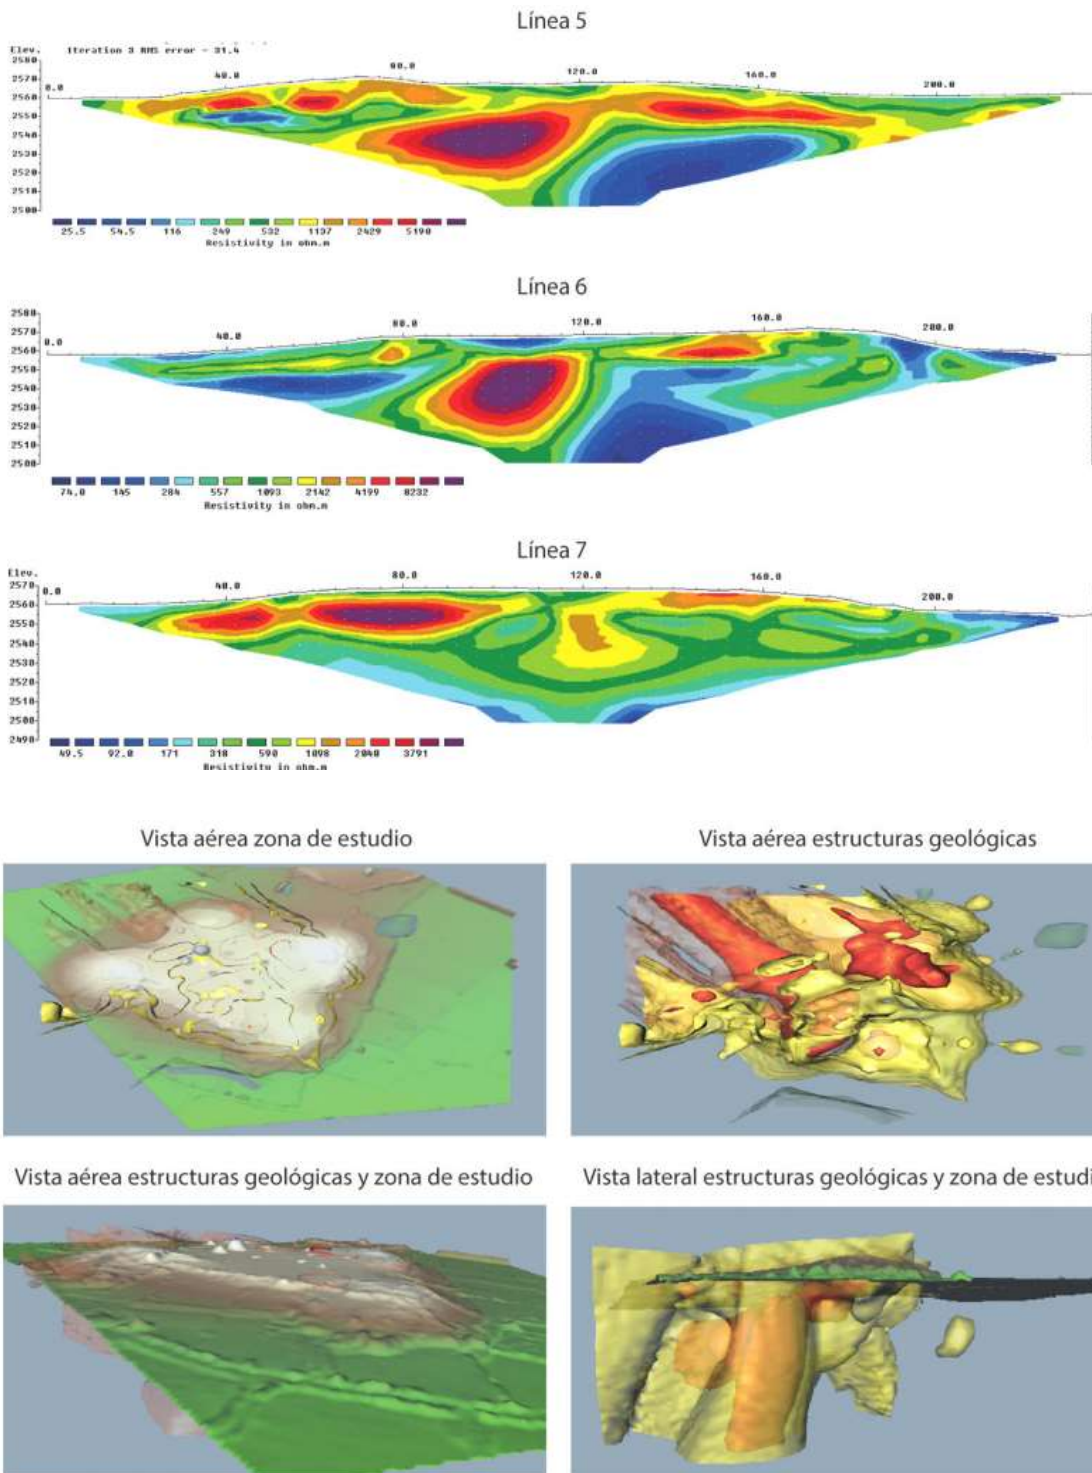 Línea 5
Elev. Iteration 3 RMS error = 31.4
2580
2570
2560
2550
2540
2530
2520
2510
2500
0.0 40.0 80.0 120.0 160.0 200.0
25.5 54.5 116 249 532 1137 2429 5190
Resistivity in ohm.m
Línea 6
2580
2570
2560
2550
2540
2530
2520
2510
2500
0.0 40.0 80.0 120.0 160.0 200.0
74.0 145 284 557 1093 2142 4199 8232
Resistivity in ohm.m
Línea 7
Elev.
2570
2560
2550
2540
2530
2520
2510
2500
2490
0.0 40.0 80.0 120.0 160.0 200.0
49.5 92.0 171 318 590 1098 2040 3791
Resistivity in ohm.m
Vista aérea zona de estudio
Vista aérea estructuras geológicas
Vista aérea estructuras geológicas y zona de estudio
Vista lateral estructuras geológicas y zona de estudi